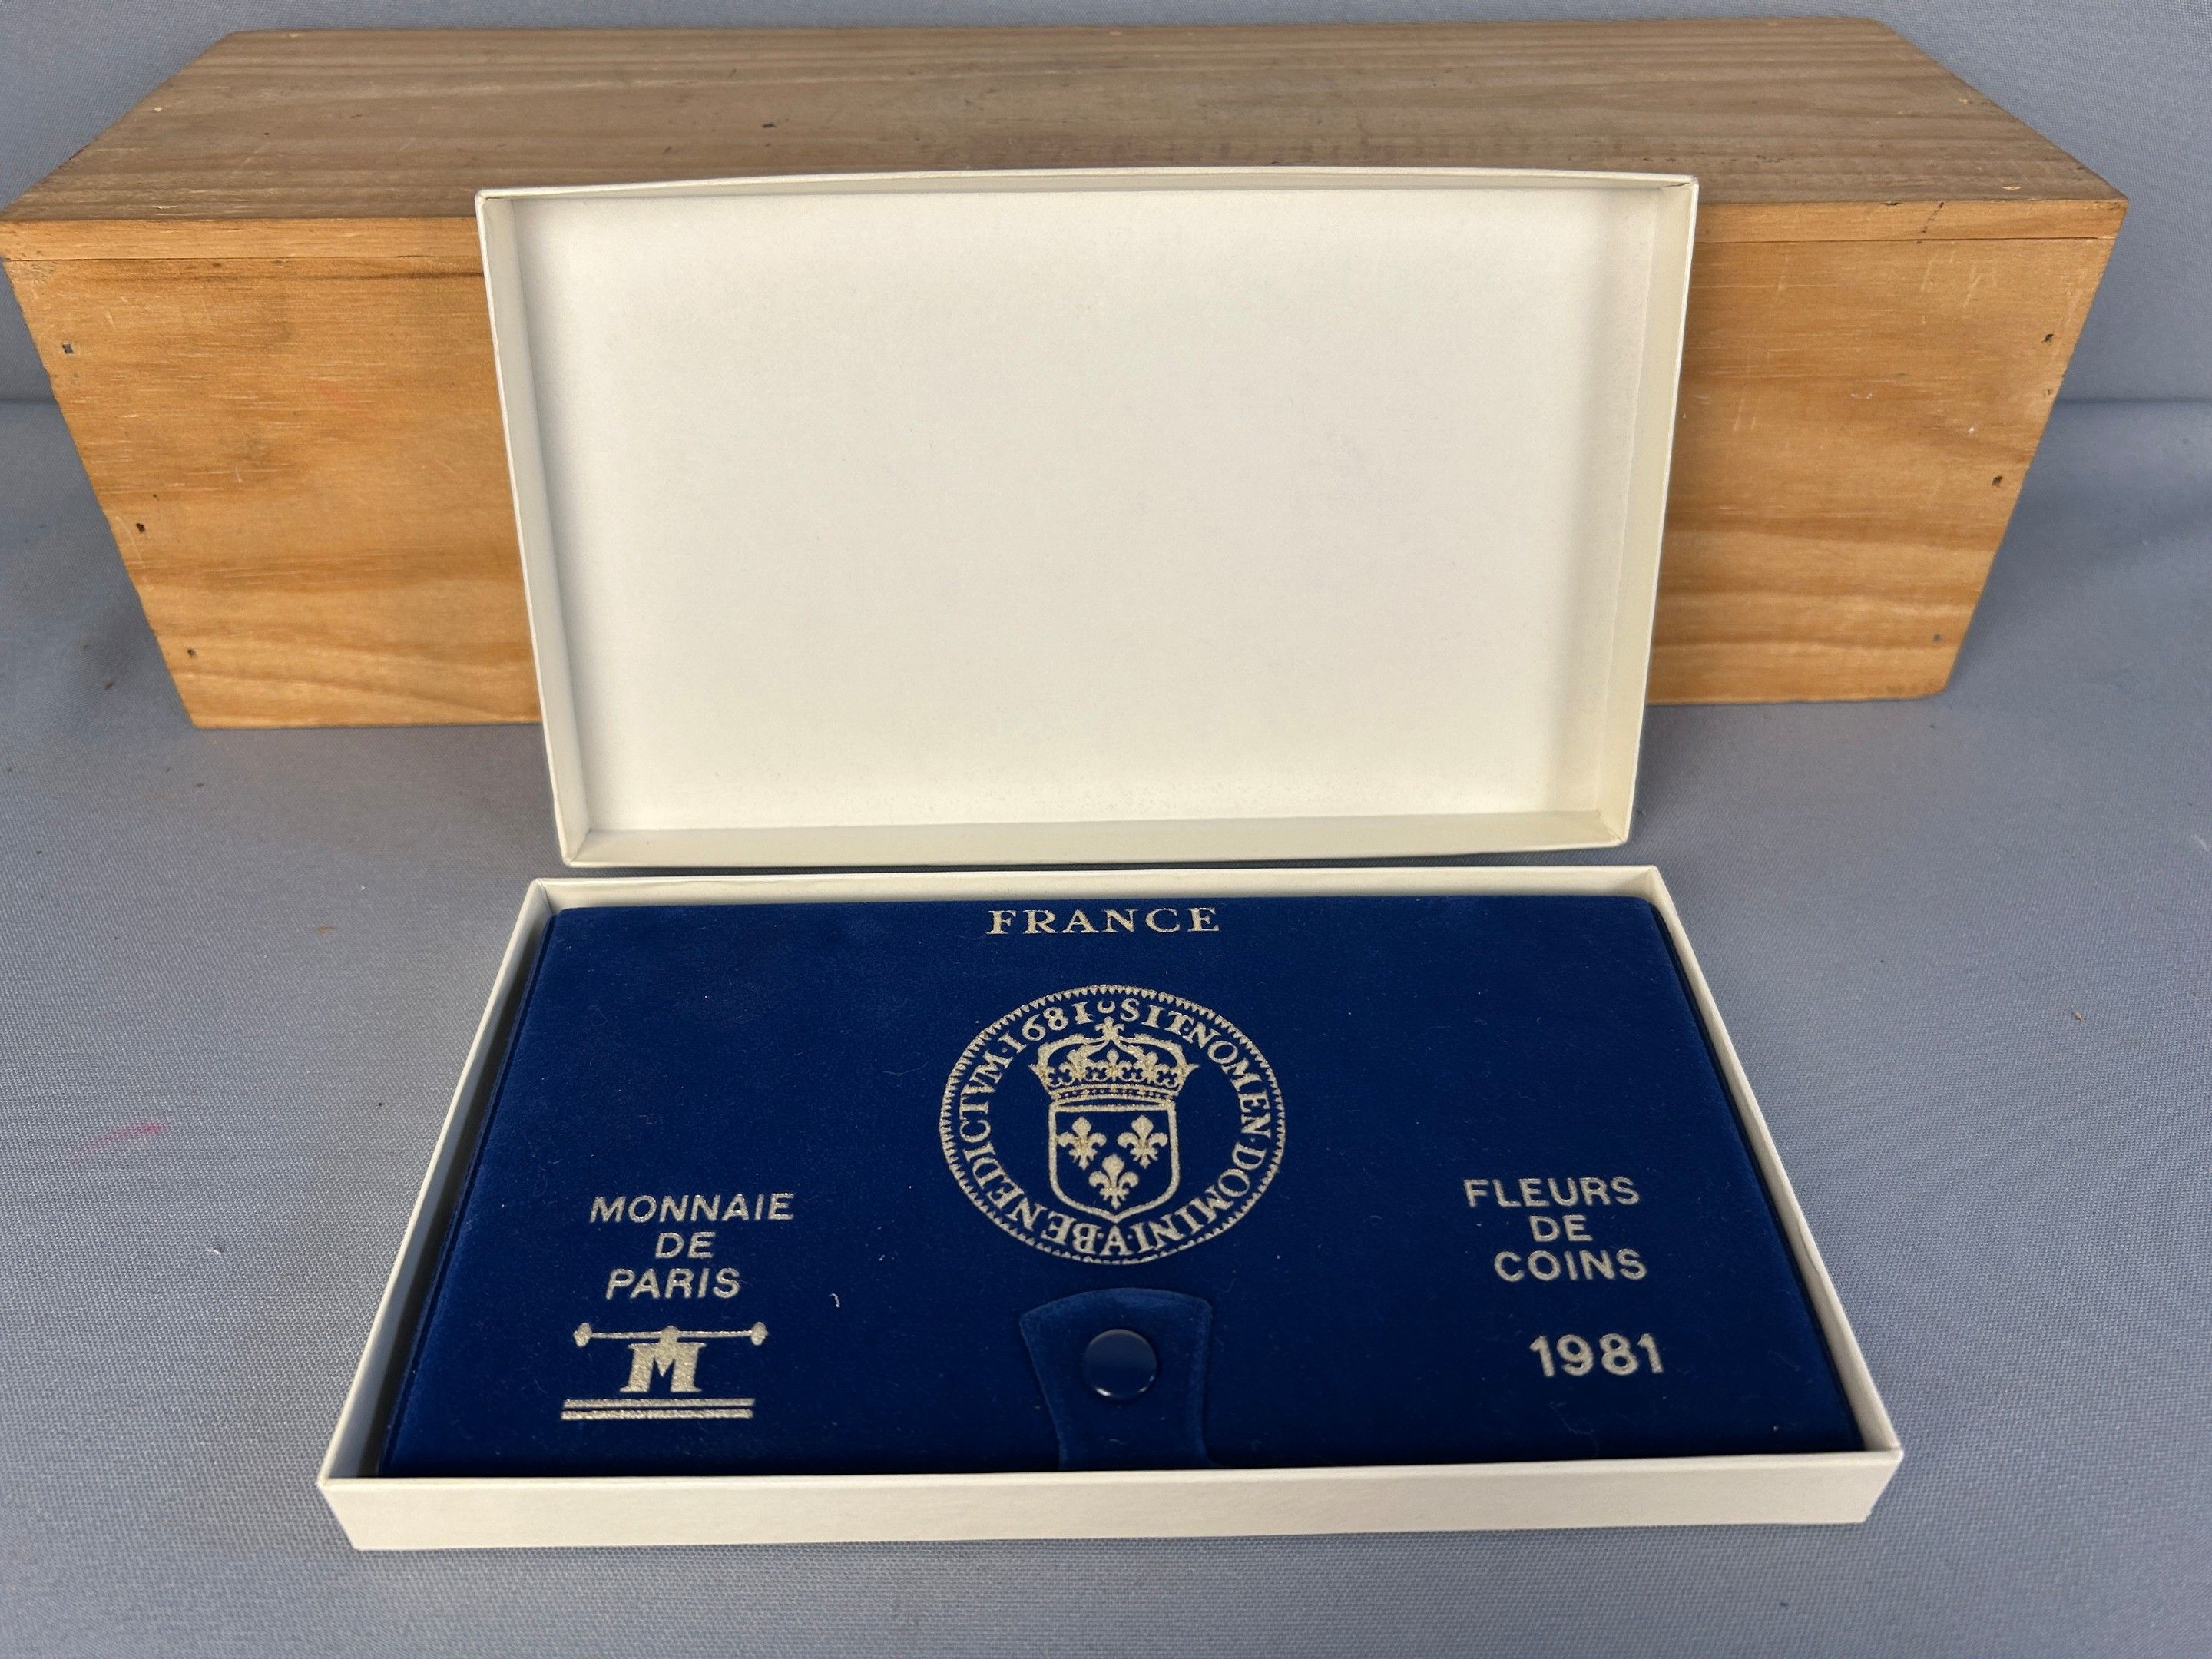 FRANCE
1681 SIT·NOMEN·DOMINI·A·BENEDICTVM·
MONNAIE
DE
PARIS
M
FLEURS
DE
COINS
1981